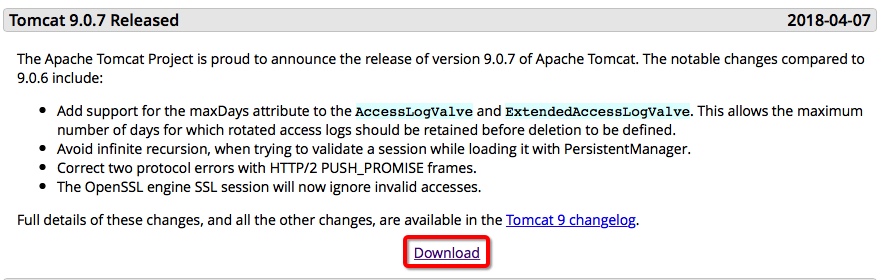 Tomcat 9.0.7 Released 2018-04-07
The Apache Tomcat Project is proud to announce the release of version 9.0.7 of Apache Tomcat. The notable changes compared to
9.0.6 include:
• Add support for the maxDays attribute to the AccessLogValve and ExtendedAccessLogValve. This allows the maximum
number of days for which rotated access logs should be retained before deletion to be defined.
• Avoid infinite recursion, when trying to validate a session while loading it with PersistentManager.
• Correct two protocol errors with HTTP/2 PUSH_PROMISE frames.
• The OpenSSL engine SSL session will now ignore invalid accesses.
Full details of these changes, and all the other changes, are available in the Tomcat 9 changelog.
Download